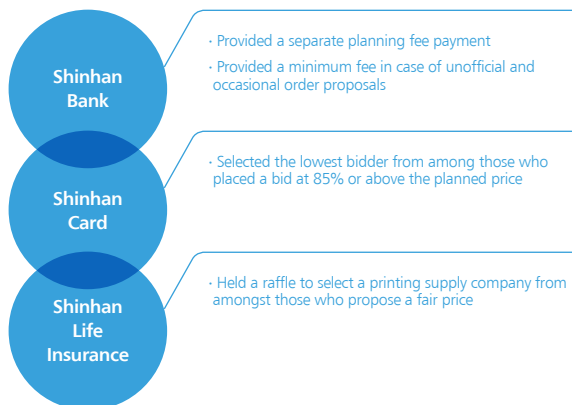 Shinhan
Bank
· Provided a separate planning fee payment
· Provided a minimum fee in case of unofficial and
occasional order proposals
Shinhan
Card
· Selected the lowest bidder from among those who
placed a bid at 85% or above the planned price
Shinhan
Life
Insurance
· Held a raffle to select a printing supply company from
amongst those who propose a fair price